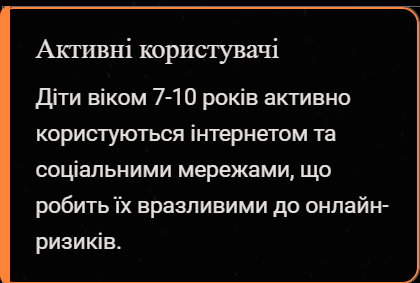 Активні користувачі
Діти віком 7-10 років активно
користуються інтернетом та
соціальними мережами, що
робить їх вразливими до онлайн-
ризиків.